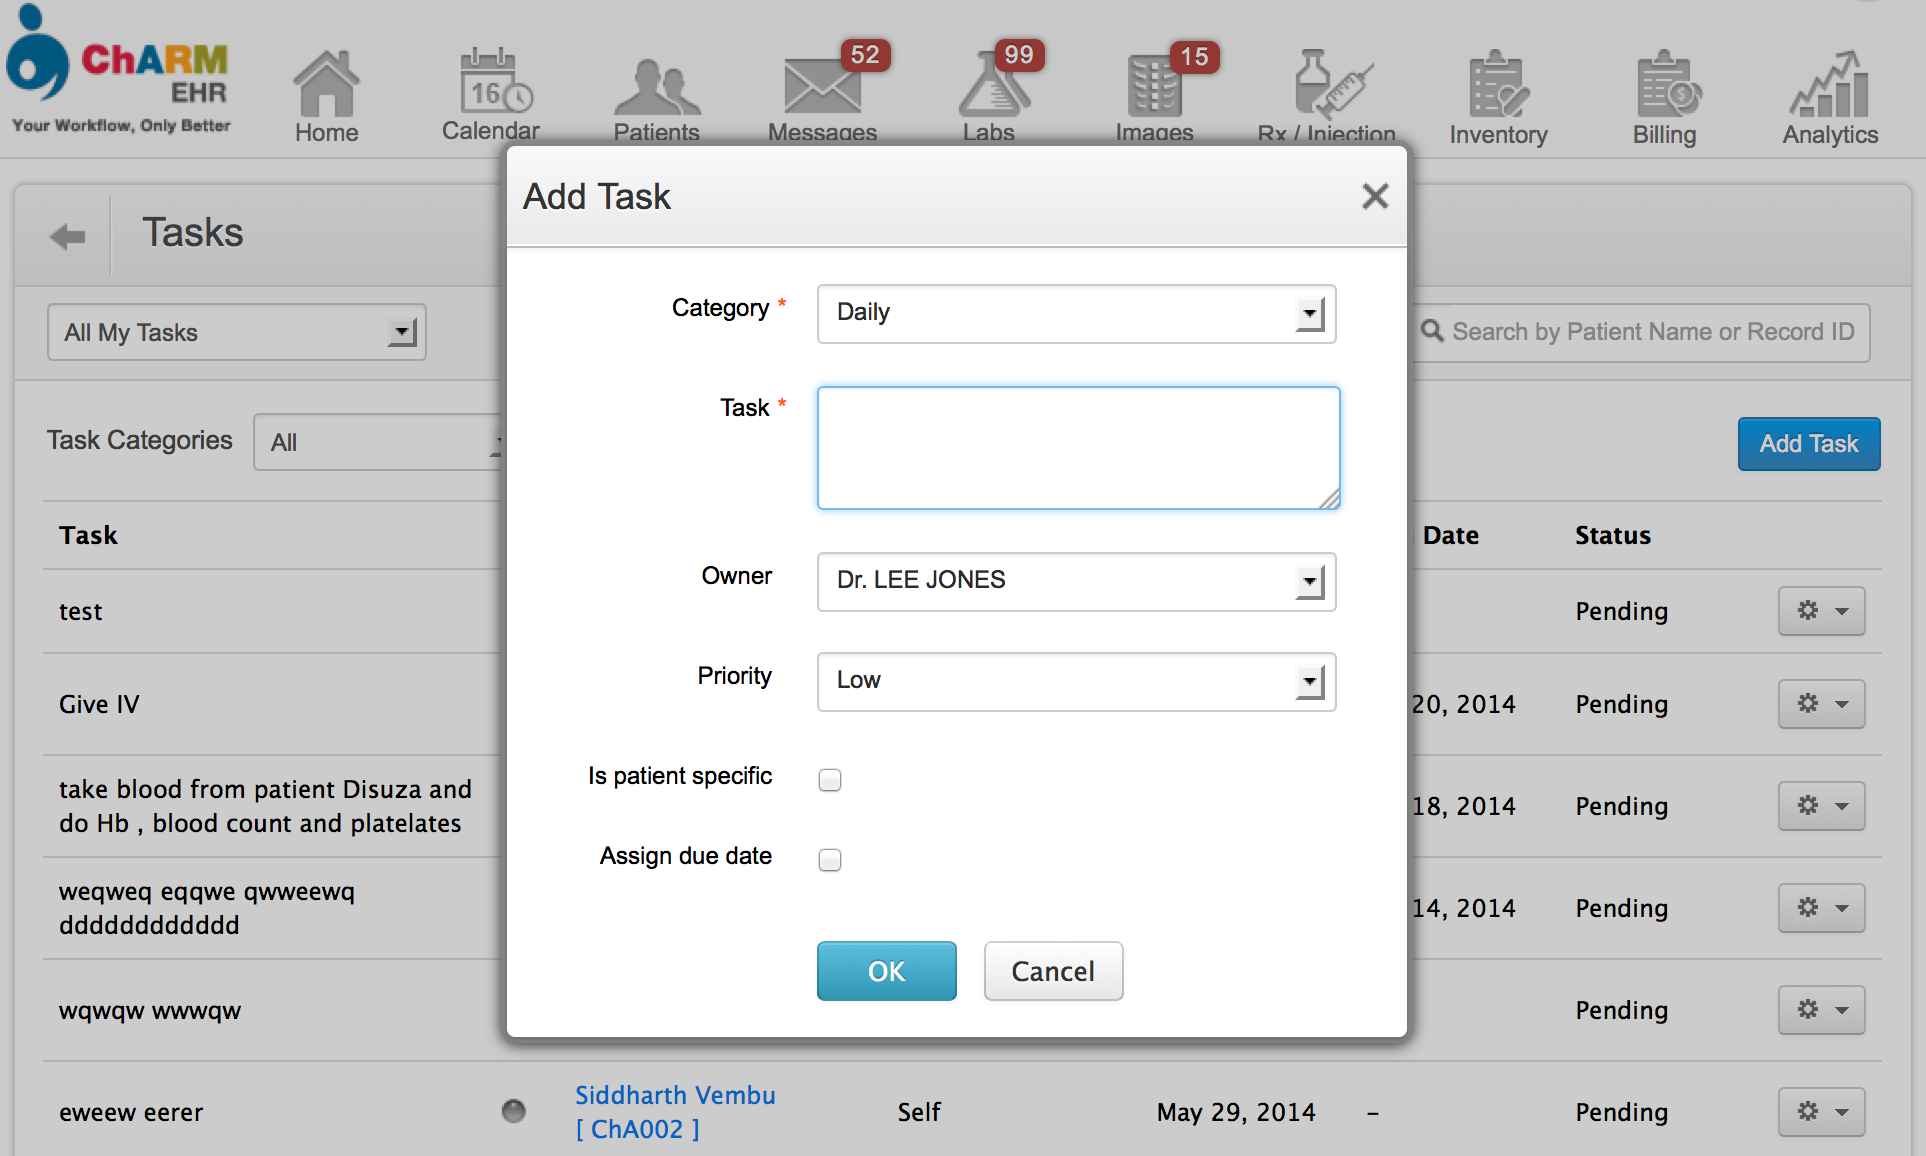 ChARM
EHR
Your Workflow, Only Better
Home
16
Calendar
Patients
52
Messages
99
Labs
15
Images
Rx / Injection
Inventory
Billing
Analytics
Tasks
All My Tasks
Search by Patient Name or Record ID
Task Categories
All
Add Task
Task
Date
Status
test
Pending
Give IV
20, 2014
Pending
take blood from patient Disuza and
do Hb , blood count and platelates
18, 2014
Pending
weqweq eqqwe qwweewq
dddddddddddd
14, 2014
Pending
wqwqw wwwqw
Pending
eweew eerer
Siddharth Vembu
[ ChA002 ]
Self
May 29, 2014
–
Pending
Add Task
Category *
Daily
Task *
Owner
Dr. LEE JONES
Priority
Low
Is patient specific
Assign due date
OK
Cancel